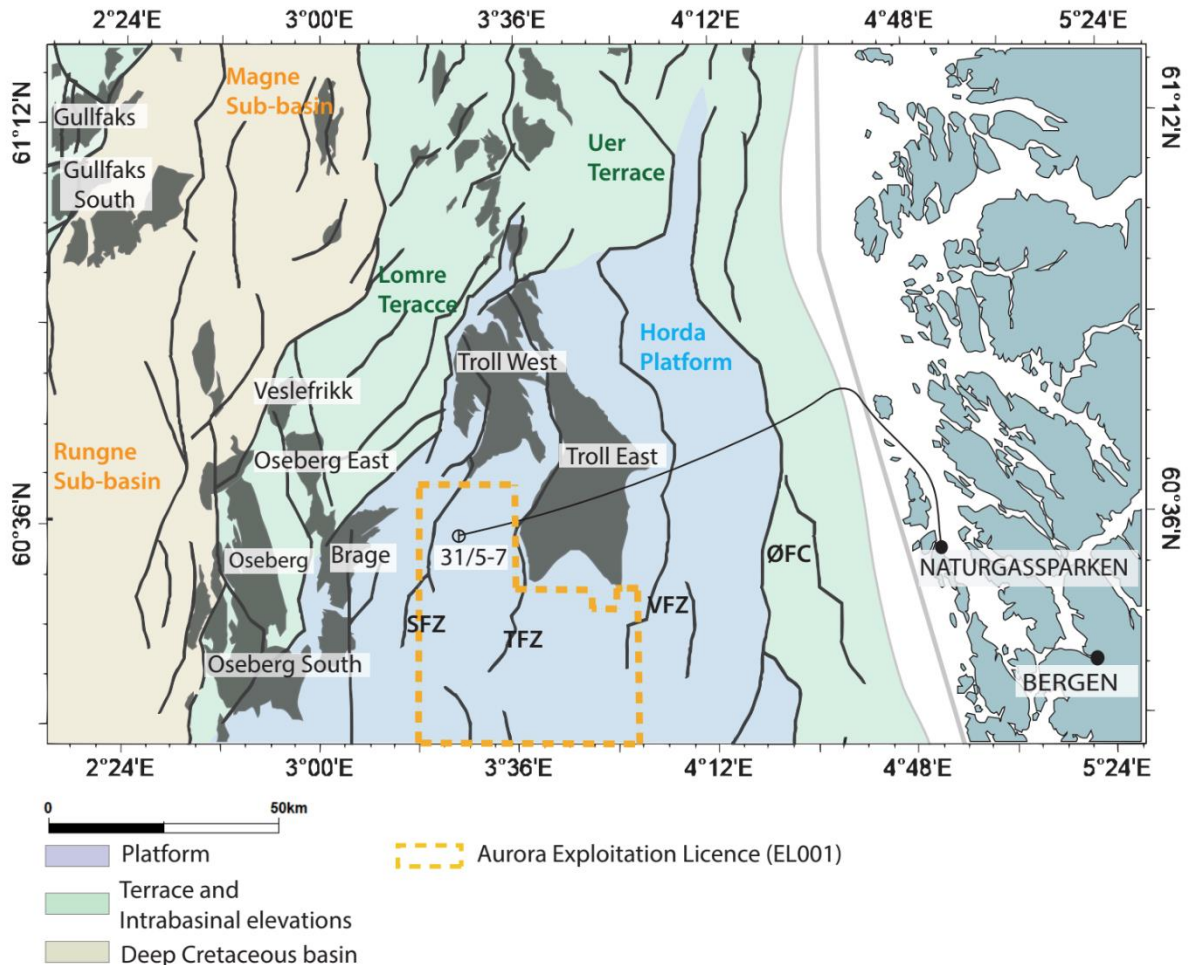 2°24'E 3°00'E 3°36'E 4°12'E 4°48'E 5°24'E
61°12'N
61°12'N
Magne
Sub-basin
Gullfaks
Gullfaks
South
Uer
Terrace
Lomre
Teracce
Horda
Platform
Troll West
Veslefrikk
Rungne
Sub-basin
Oseberg East
Troll East
60°36'N
60°36'N
Oseberg
Brage
31/5-7
ØFC
NATURGASSPARKEN
SFZ
TFZ
VFZ
Oseberg South
BERGEN
2°24'E 3°00'E 3°36'E 4°12'E 4°48'E 5°24'E
0 50km
Platform
Aurora Exploitation Licence (EL001)
Terrace and
Intrabasinal elevations
Deep Cretaceous basin